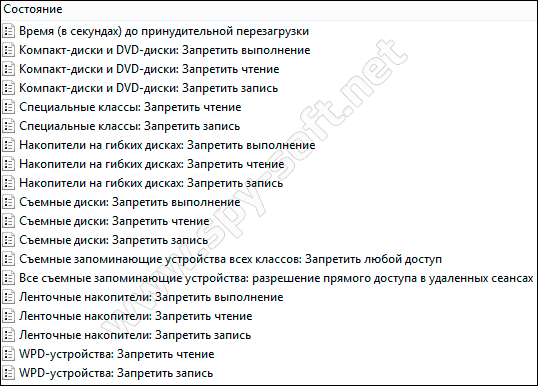 Состояние
Время (в секундах) до принудительной перезагрузки
Компакт-диски и DVD-диски: Запретить выполнение
Компакт-диски и DVD-диски: Запретить чтение
Компакт-диски и DVD-диски: Запретить запись
Специальные классы: Запретить чтение
Специальные классы: Запретить запись
Накопители на гибких дисках: Запретить выполнение
Накопители на гибких дисках: Запретить чтение
Накопители на гибких дисках: Запретить запись
Съемные диски: Запретить выполнение
Съемные диски: Запретить чтение
Съемные диски: Запретить запись
Съемные запоминающие устройства всех классов: Запретить любой доступ
Все съемные запоминающие устройства: разрешение прямого доступа в удаленных сеансах
Ленточные накопители: Запретить выполнение
Ленточные накопители: Запретить чтение
Ленточные накопители: Запретить запись
WPD-устройства: Запретить чтение
WPD-устройства: Запретить запись
www.spy-soft.net